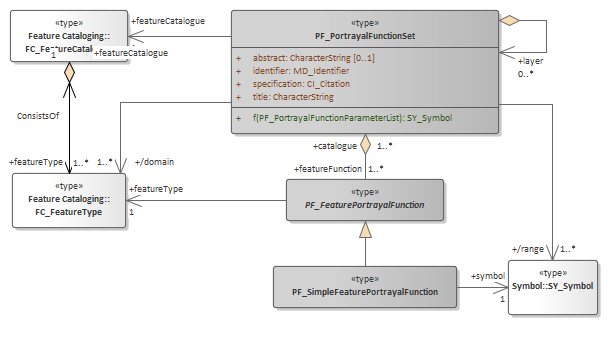 «type»
Feature Cataloging::
FC_FeatureCatal
1
+featureCatalogue
+featureCatalogue
«type»
PF_PortrayalFunctionSet
+ abstract: CharacterString [0..1]
+ identifier: MD_Identifier
+ specification: CI_Citation
+ title: CharacterString
+ f(PF_PortrayalFunctionParameterList): SY_Symbol
+layer
0..*
ConsistsOf
+featureType
1..*
1..*
+/domain
+catalogue
1..*
+featureFunction
1..*
«type»
Feature Cataloging::
FC_FeatureType
+featureType
1
«type»
PF_FeaturePortrayalFunction
«type»
PF_SimpleFeaturePortrayalFunction
+symbol
1
+/range
1..*
«type»
Symbol::SY_Symbol